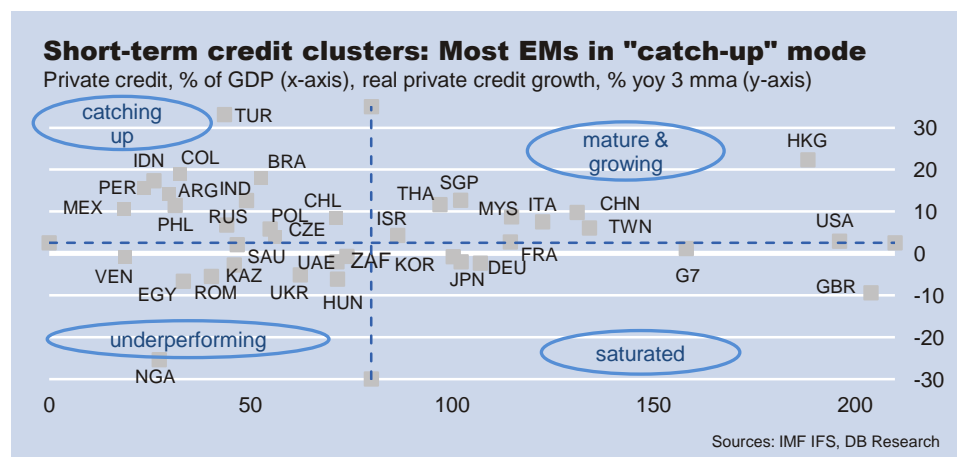 Short-term credit clusters: Most EMs in "catch-up" mode
Private credit, % of GDP (x-axis), real private credit growth, % yoy 3 mma (y-axis)
catching
up
TUR
mature &
growing
HKG
30
IDN
COL
BRA
20
PER
ARG
IND
CHL
THA
SGP
MEX
PHL
RUS
POL
ISR
MYS
ITA
CHN
USA
10
CZE
TWN
0
VEN
SAU
KAZ
UAE
ZAF
KOR
JPN
DEU
FRA
G7
GBR
EGY
ROM
UKR
HUN
-10
underperforming
saturated
-20
NGA
-30
0
50
100
150
200
Sources: IMF IFS, DB Research